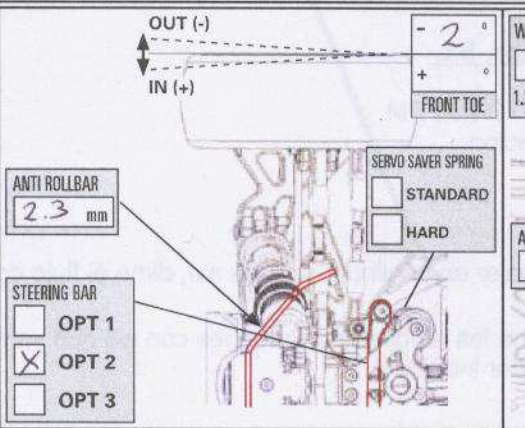 OUT (-)
IN (+)
- 2 °
+ °
FRONT TOE
ANTI ROLLBAR
2.3 mm
SERVO SAVER SPRING
STANDARD
HARD
STEERING BAR
OPT 1
X OPT 2
OPT 3
W
1.
A